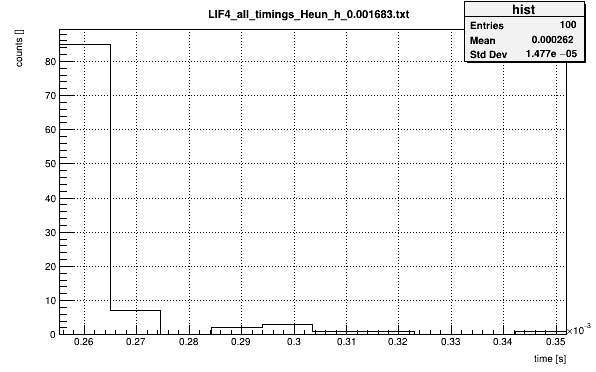 LIF4_all_timings_Heun_h_0.001683.txt
hist
Entries 100
Mean 0.000262
Std Dev 1.477e −05
counts []
80
70
60
50
40
30
20
10
0
0.26 0.27 0.28 0.29 0.3 0.31 0.32 0.33 0.34 0.35
×10⁻³
time [s]